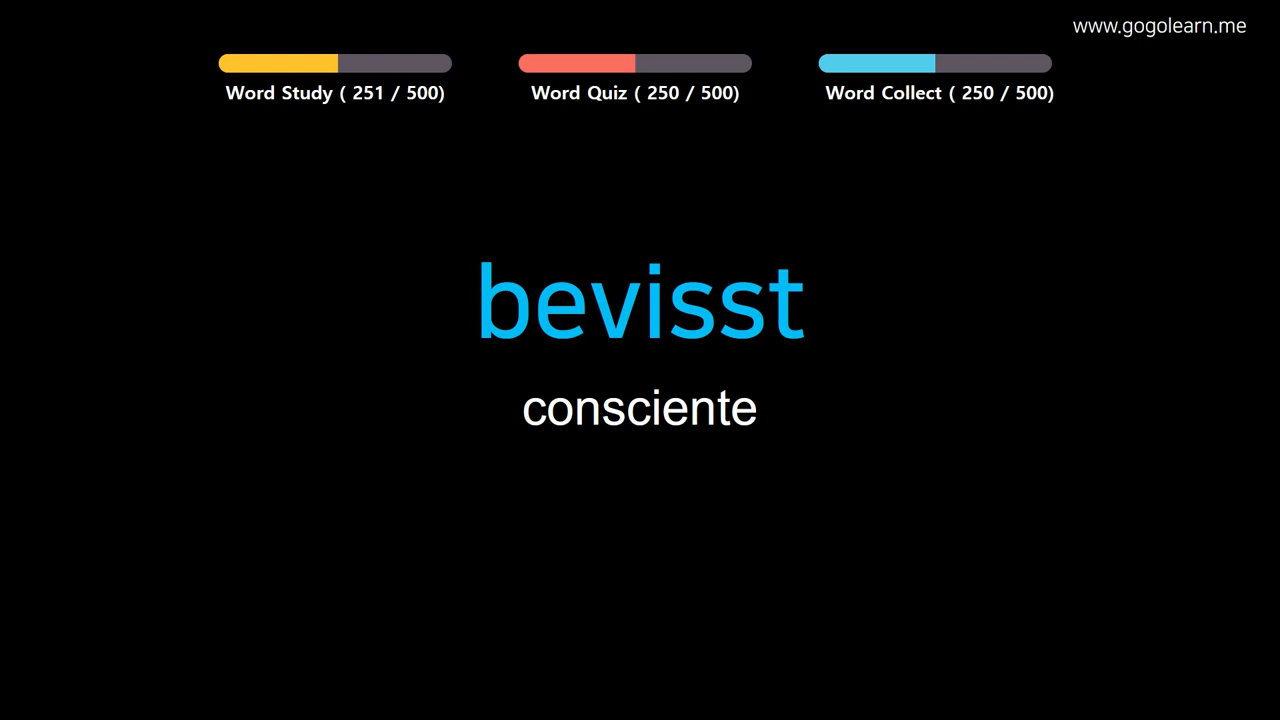 www.gogolearn.me
Word Study ( 251 / 500)
Word Quiz ( 250 / 500)
Word Collect ( 250 / 500)
bevisst
consciente